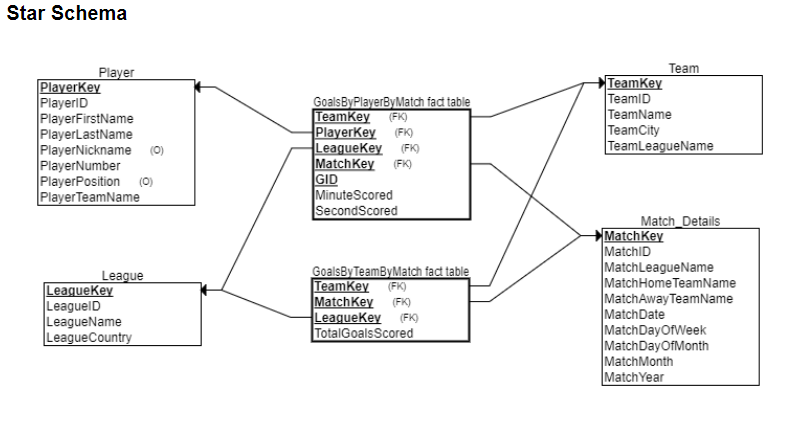 Star Schema
Player
PlayerKey
PlayerID
PlayerFirstName
PlayerLastName
PlayerNickname (O)
PlayerNumber
PlayerPosition (O)
PlayerTeamName
GoalsByPlayerByMatch fact table
TeamKey (FK)
PlayerKey (FK)
LeagueKey (FK)
MatchKey (FK)
GID
MinuteScored
SecondScored
Team
TeamKey
TeamID
TeamName
TeamCity
TeamLeagueName
League
LeagueKey
LeagueID
LeagueName
LeagueCountry
GoalsByTeamByMatch fact table
TeamKey (FK)
MatchKey (FK)
LeagueKey (FK)
TotalGoalsScored
Match_Details
MatchKey
MatchID
MatchLeagueName
MatchHomeTeamName
MatchAwayTeamName
MatchDate
MatchDayOfWeek
MatchDayOfMonth
MatchMonth
MatchYear